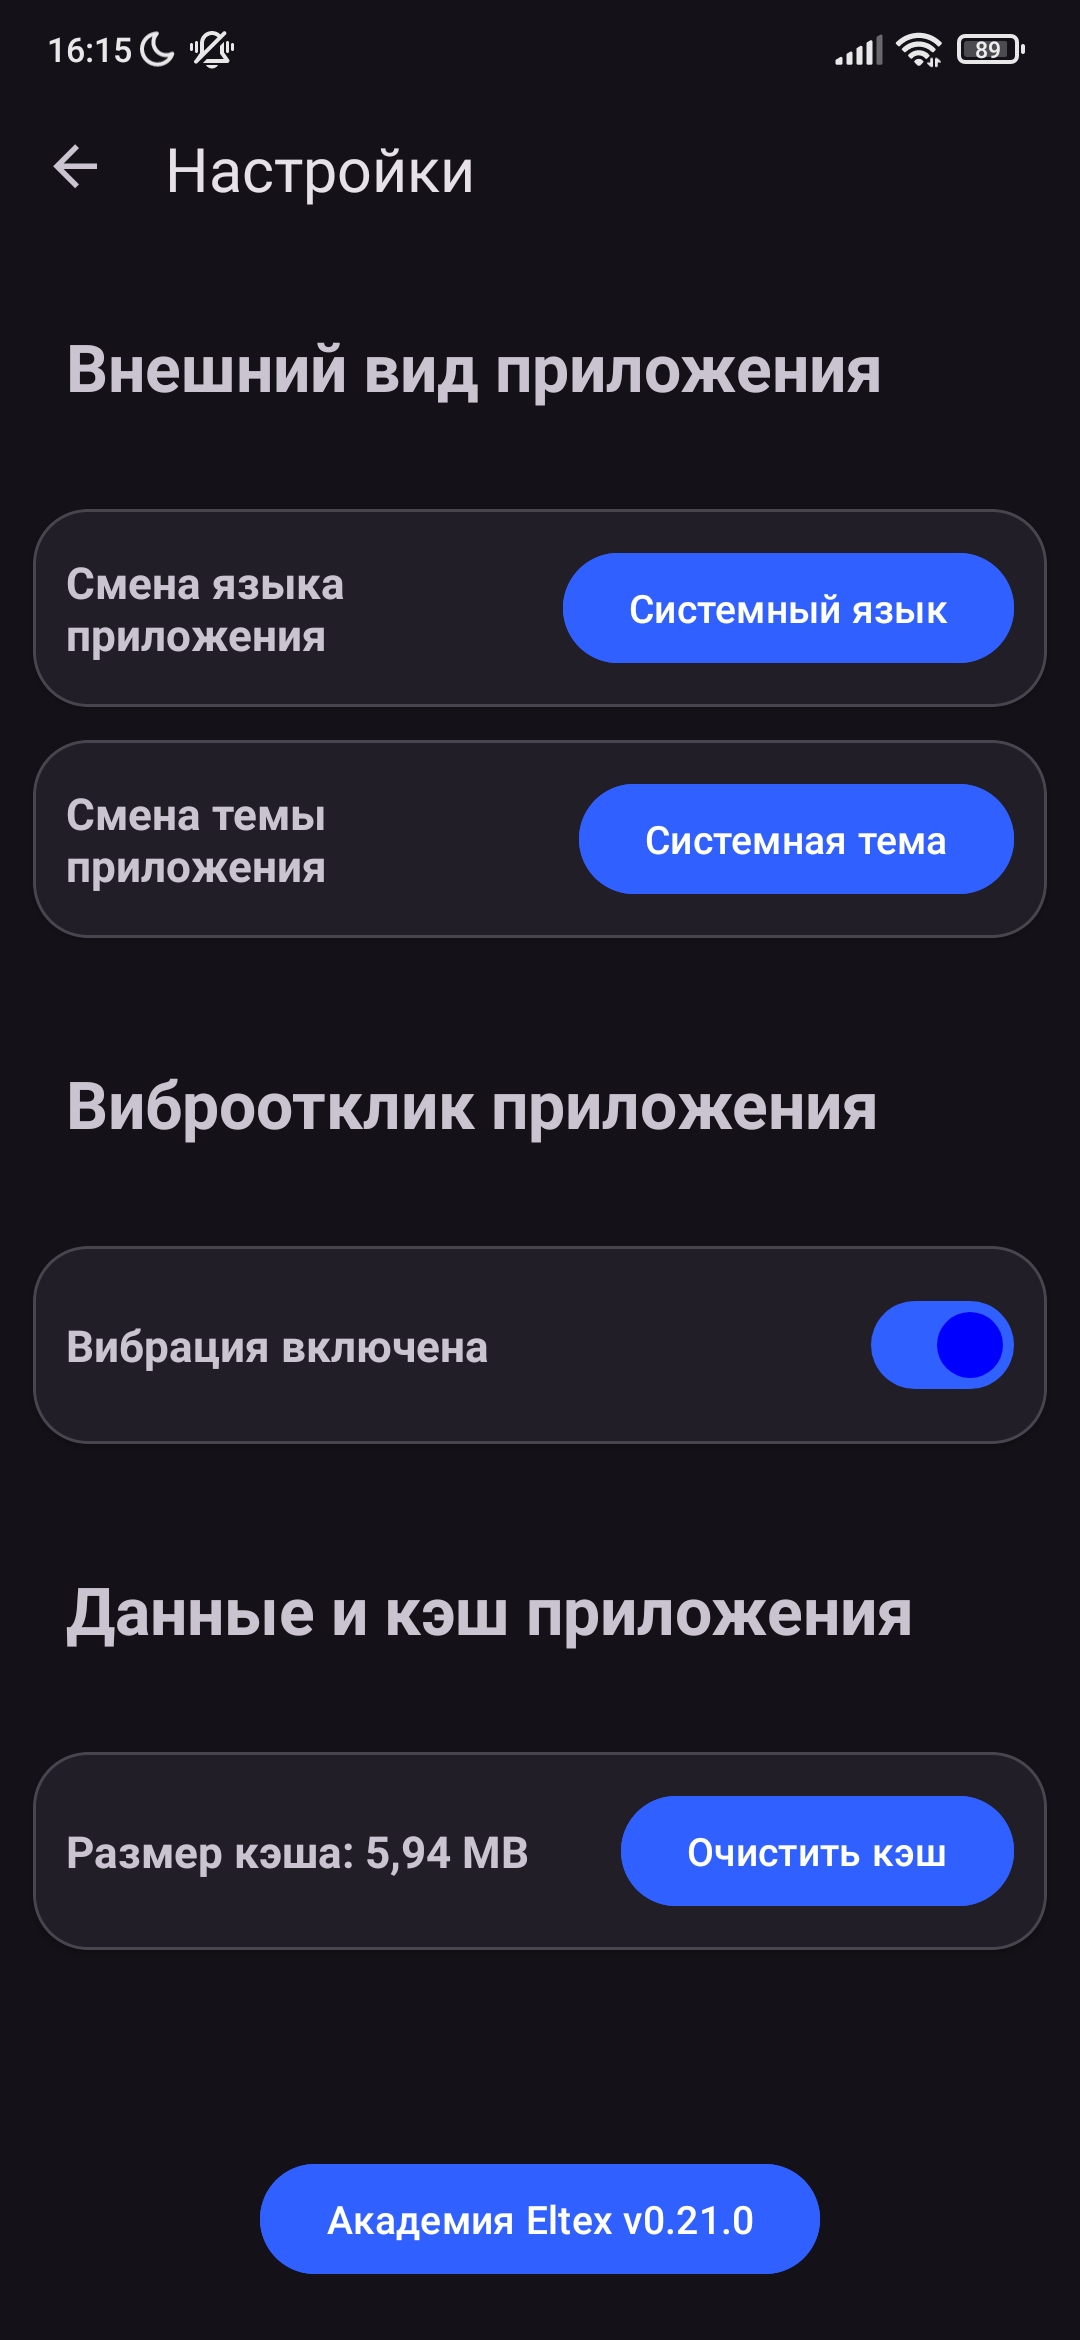 16:15
89
Настройки
Внешний вид приложения
Смена языка
приложения
Системный язык
Смена темы
приложения
Системная тема
Виброотклик приложения
Вибрация включена
Данные и кэш приложения
Размер кэша: 5,94 MB
Очистить кэш
Академия Eltex v0.21.0